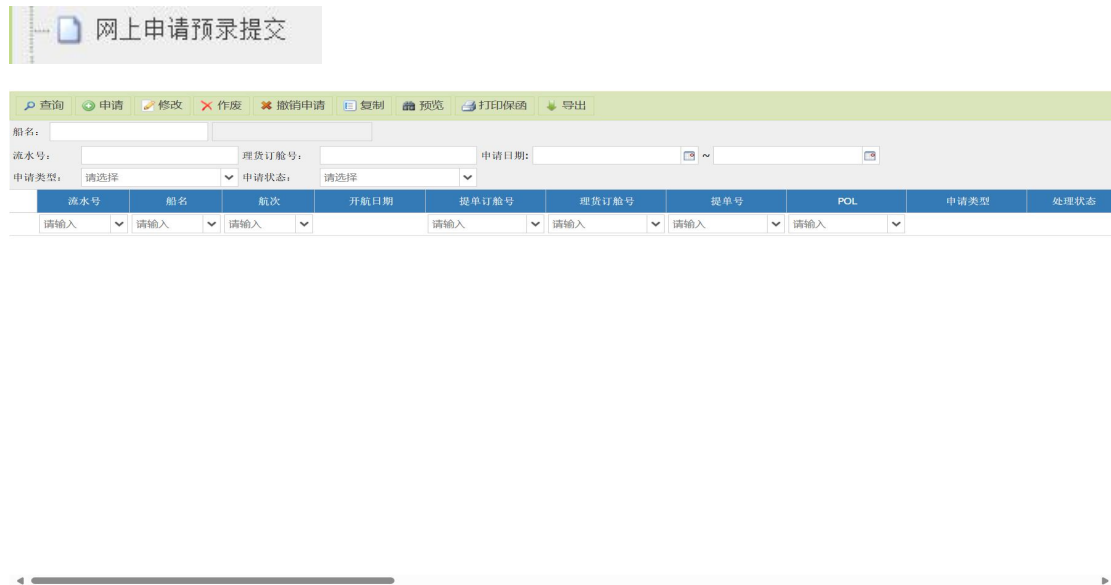 网上申请预录提交
查询 申请 修改 作废 撤销申请 复制 预览 打印保函 导出
船名:
流水号: 理货订舱号: 申请日期: ~
申请类型: 请选择 申请状态: 请选择
流水号 船名 航次 开航日期 提单订舱号 理货订舱号 提单号 POL 申请类型 处理状态
请输入 请输入 请输入 请输入 请输入 请输入 请输入